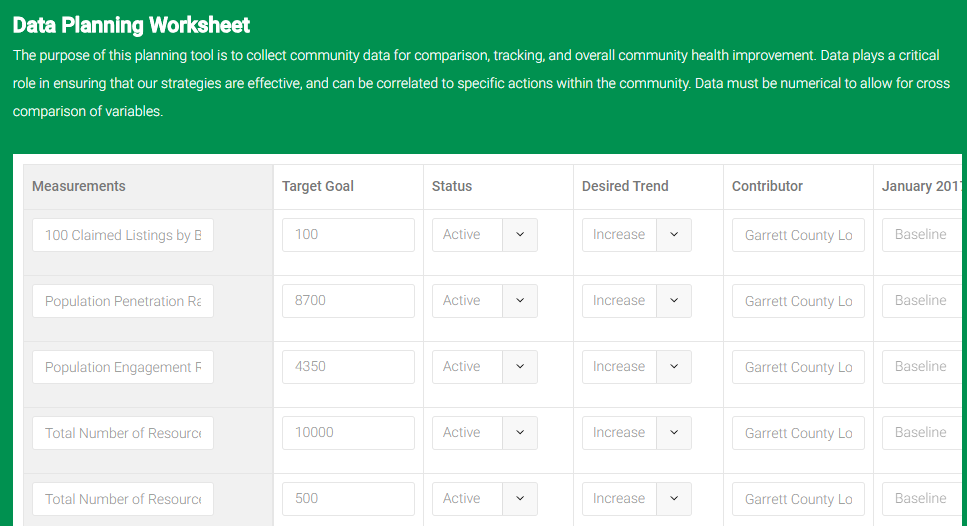 Data Planning Worksheet
The purpose of this planning tool is to collect community data for comparison, tracking, and overall community health improvement. Data plays a critical
role in ensuring that our strategies are effective, and can be correlated to specific actions within the community. Data must be numerical to allow for cross
comparison of variables.
Measurements Target Goal Status Desired Trend Contributor January 2017
100 Claimed Listings by B 100 Active Increase Garrett County Lo Baseline
Population Penetration Ra 8700 Active Increase Garrett County Lo Baseline
Population Engagement 4350 Active Increase Garrett County Lo Baseline
Total Number of Resource 10000 Active Increase Garrett County Lo Baseline
Total Number of Resource 500 Active Increase Garrett County Lo Baseline